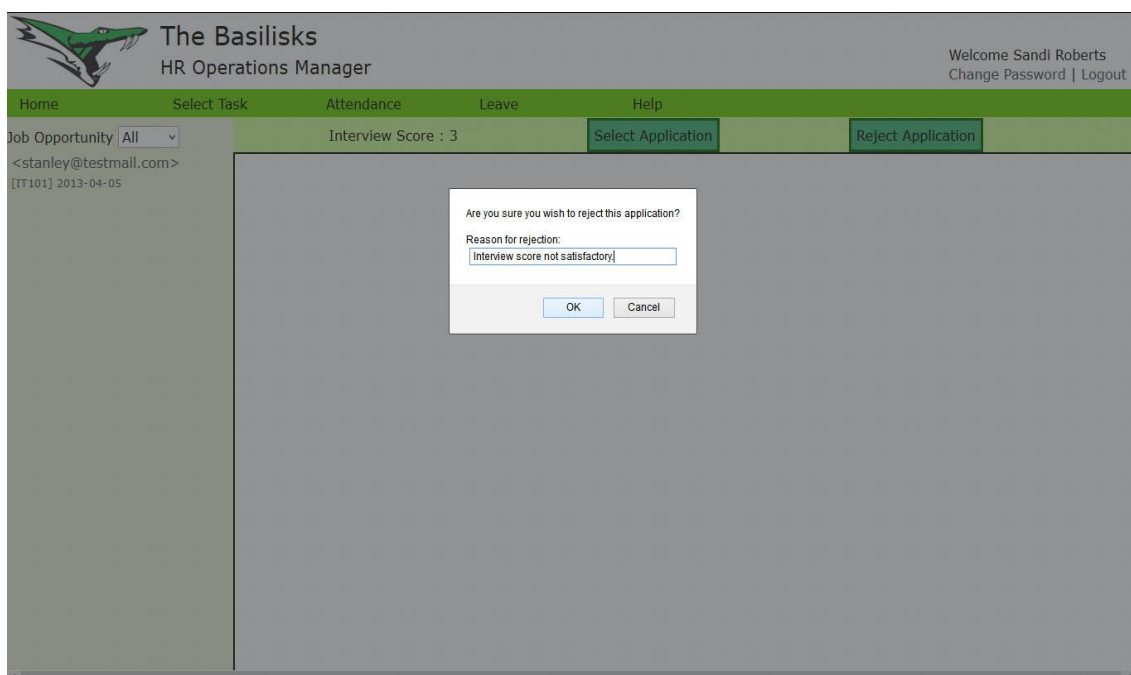 The Basilisks
HR Operations Manager
Welcome Sandi Roberts
Change Password | Logout
Home Select Task Attendance Leave Help
Job Opportunity All Interview Score : 3 Select Application Reject Application
<stanley@testmail.com>
[IT101] 2013-04-05
Are you sure you wish to reject this application?
Reason for rejection:
Interview score not satisfactory.
OK Cancel